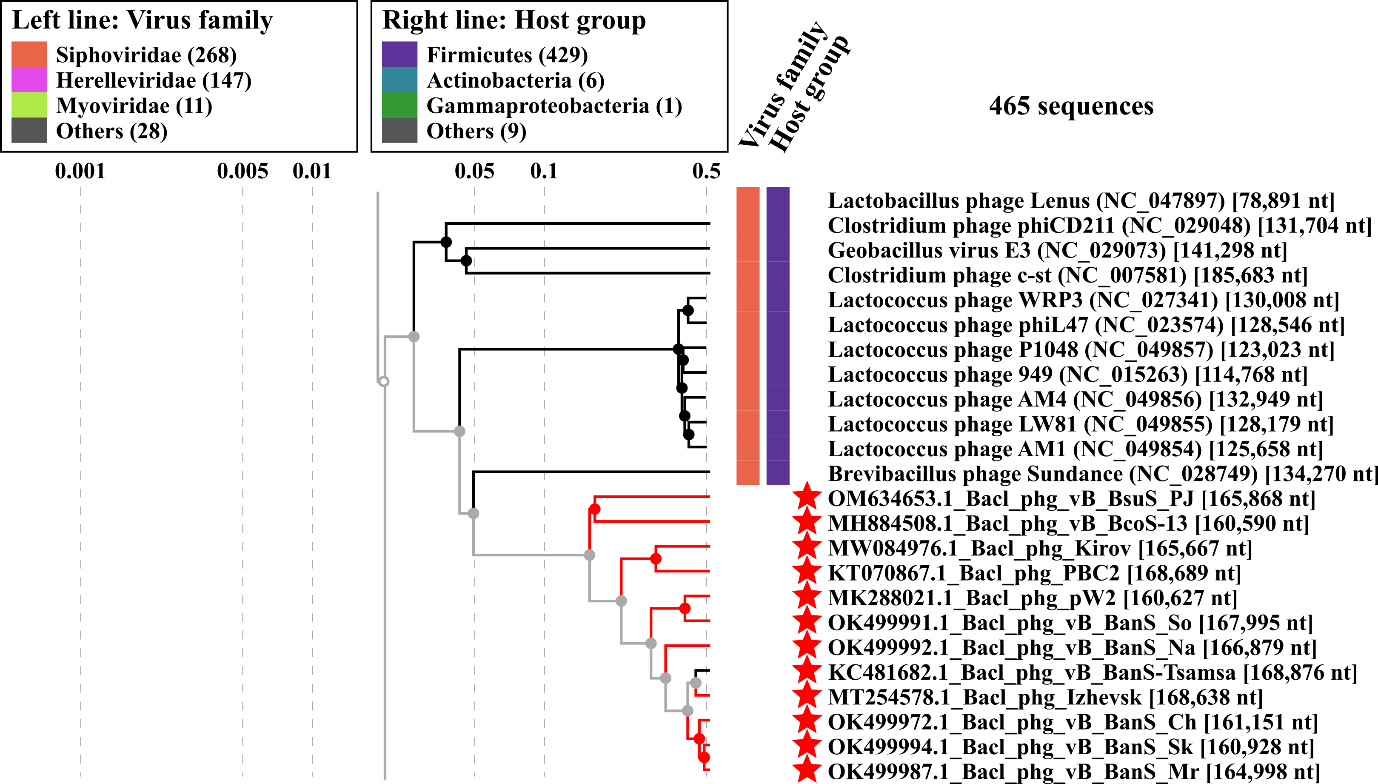 Left line: Virus family
Siphoviridae (268)
Herelleviridae (147)
Myoviridae (11)
Others (28)
Right line: Host group
Firmicutes (429)
Actinobacteria (6)
Gammaproteobacteria (1)
Others (9)
Virus family
Host group
465 sequences
0.001 0.005 0.01 0.05 0.1 0.5
Lactobacillus phage Lenus (NC_047897) [78,891 nt]
Clostridium phage phiCD211 (NC_029048) [131,704 nt]
Geobacillus virus E3 (NC_029073) [141,298 nt]
Clostridium phage c-st (NC_007581) [185,683 nt]
Lactococcus phage WRP3 (NC_027341) [130,008 nt]
Lactococcus phage phiL47 (NC_023574) [128,546 nt]
Lactococcus phage P1048 (NC_049857) [123,023 nt]
Lactococcus phage 949 (NC_015263) [114,768 nt]
Lactococcus phage AM4 (NC_049856) [132,949 nt]
Lactococcus phage LW81 (NC_049855) [128,179 nt]
Lactococcus phage AM1 (NC_049854) [125,658 nt]
Brevibacillus phage Sundance (NC_028749) [134,270 nt]
OM634653.1_Bacl_phg_vB_BsuS_PJ [165,868 nt]
MH884508.1_Bacl_phg_vB_BcoS-13 [160,590 nt]
MW084976.1_Bacl_phg_Kirov [165,667 nt]
KT070867.1_Bacl_phg_PBC2 [168,689 nt]
MK288021.1_Bacl_phg_pW2 [160,627 nt]
OK499991.1_Bacl_phg_vB_BanS_So [167,995 nt]
OK499992.1_Bacl_phg_vB_BanS_Na [166,879 nt]
KC481682.1_Bacl_phg_vB_BanS-Tsamsa [168,876 nt]
MT254578.1_Bacl_phg_Izhevsk [168,638 nt]
OK499972.1_Bacl_phg_vB_BanS_Ch [161,151 nt]
OK499994.1_Bacl_phg_vB_BanS_Sk [160,928 nt]
OK499987.1_Bacl_phg_vB_BanS_Mr [164,998 nt]